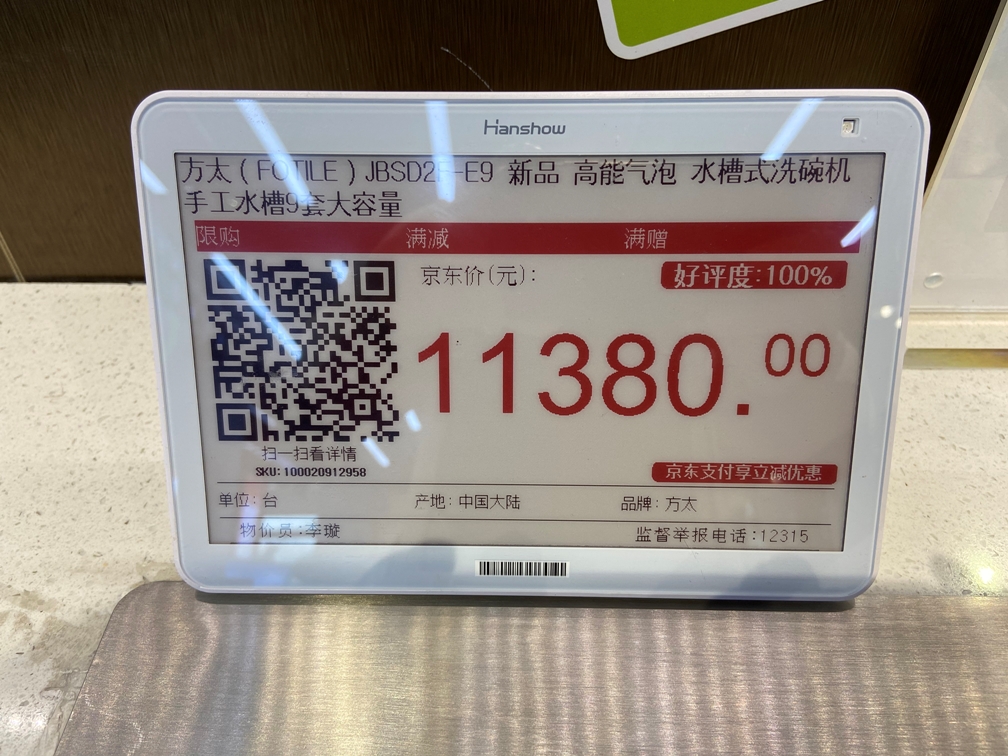 Hanshow
方太（FOTILE）JBSD2F-E9 新品 高能气泡 水槽式洗碗机
手工水槽9套大容量
限购 满减 满赠
京东价(元)： 好评度:100%
11380.00
扫一扫看详情
SKU:100020912958
京东支付享立减优惠
单位：台 产地：中国大陆 品牌：方太
物价员：李璇 监督举报电话:12315